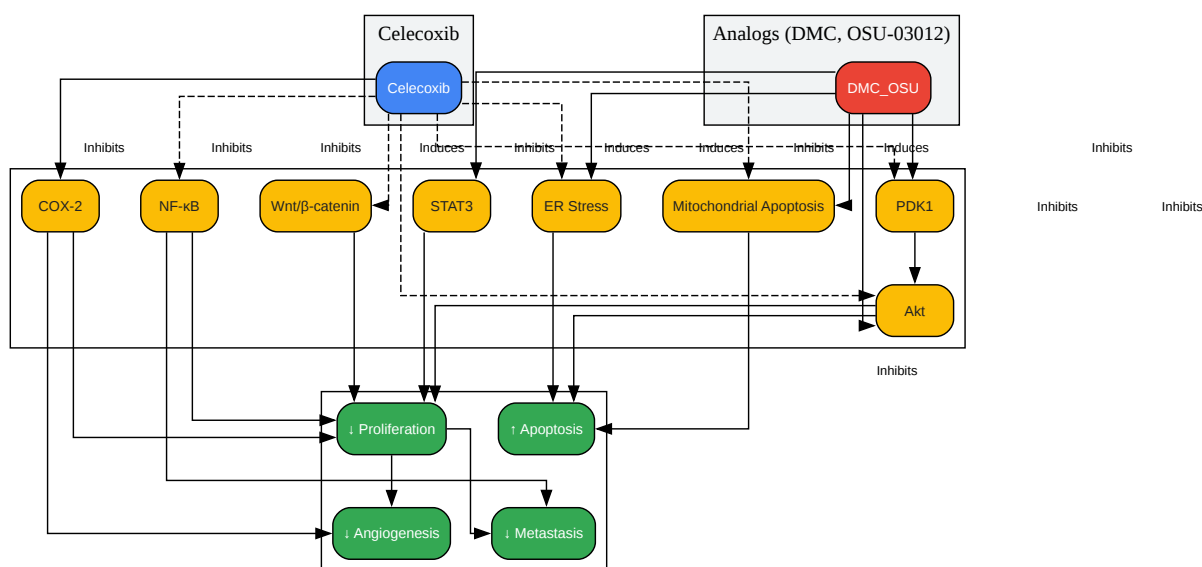 Celecoxib
Analogs (DMC, OSU-03012)
Celecoxib
DMC_OSU
Inhibits
Inhibits
Inhibits
Induces
Inhibits
Induces
Induces
Inhibits
Induces
Inhibits
COX-2
NF-κB
Wnt/β-catenin
STAT3
ER Stress
Mitochondrial Apoptosis
PDK1
Inhibits
Inhibits
Akt
Inhibits
↓ Proliferation
↑ Apoptosis
↓ Angiogenesis
↓ Metastasis